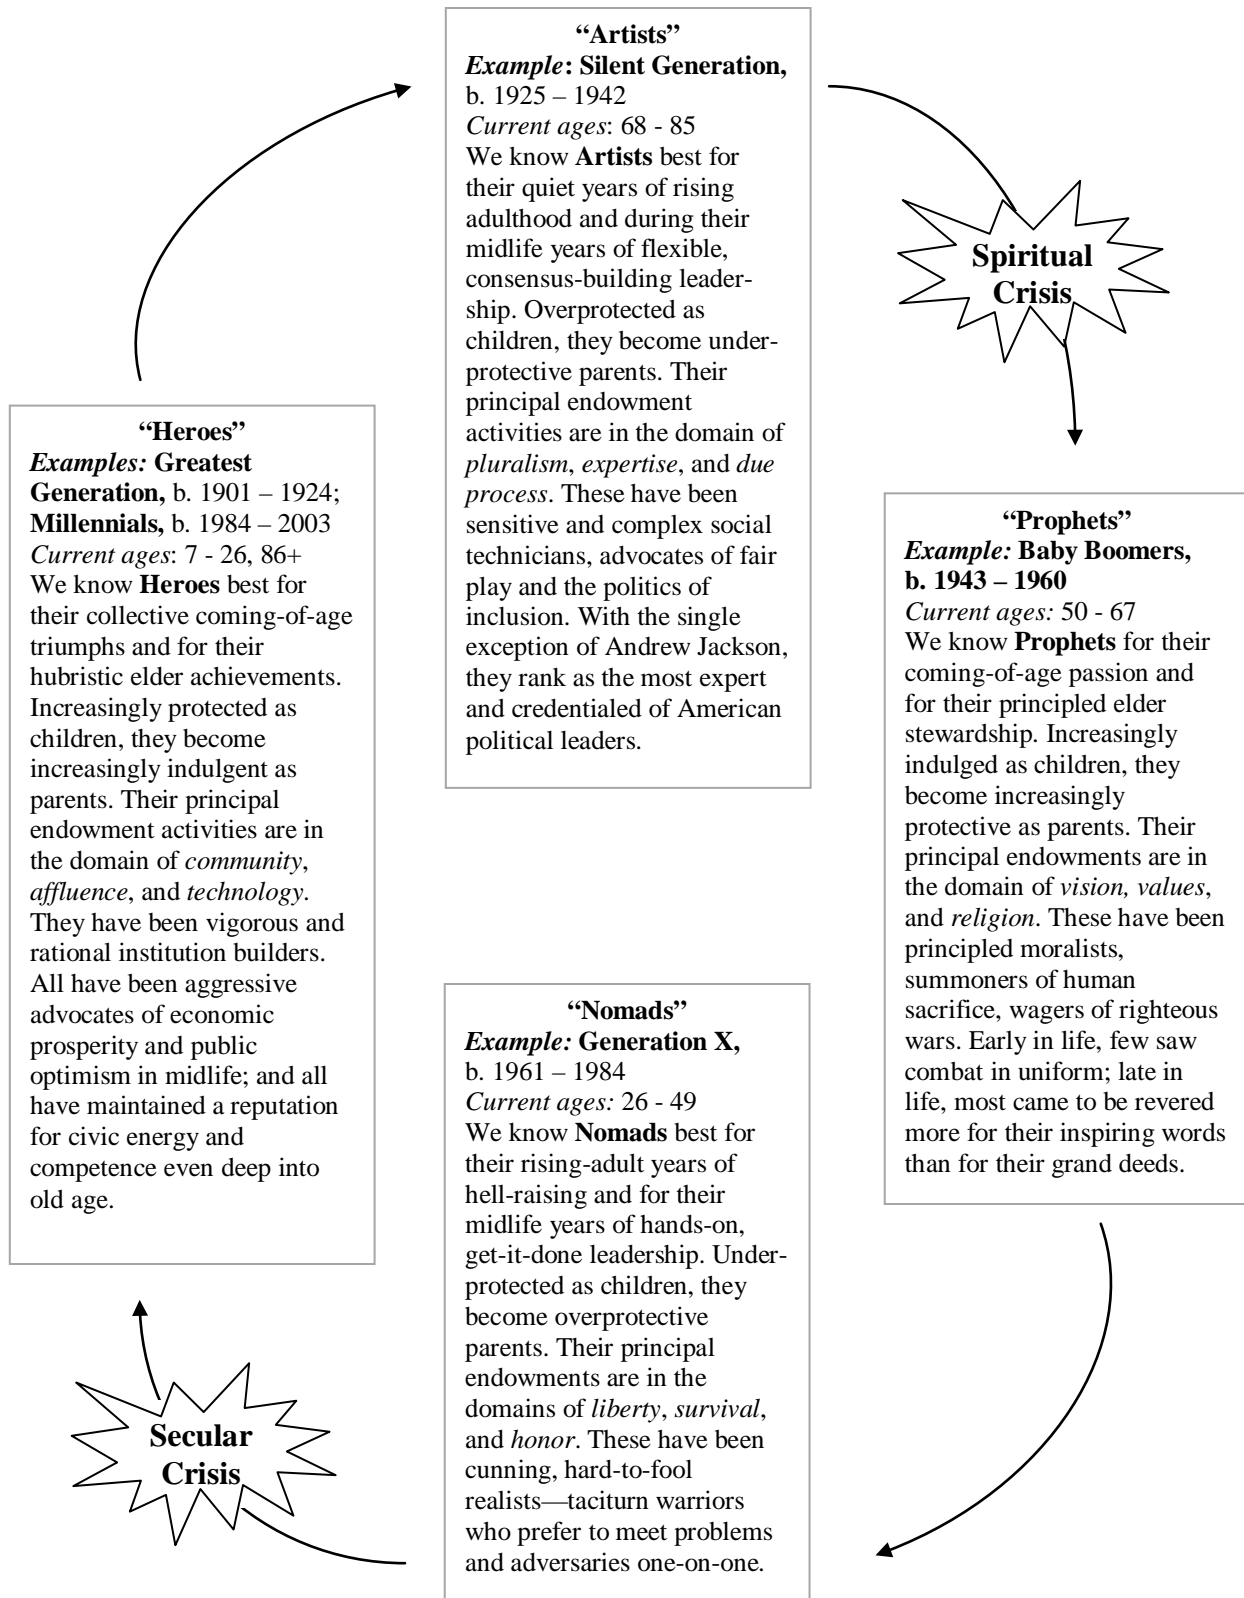 “Artists”
Example: Silent Generation,
b. 1925 – 1942
Current ages: 68 - 85
We know Artists best for
their quiet years of rising
adulthood and during their
midlife years of flexible,
consensus-building leader-
ship. Overprotected as
children, they become under-
protective parents. Their
principal endowment
activities are in the domain of
pluralism, expertise, and due
process. These have been
sensitive and complex social
technicians, advocates of fair
play and the politics of
inclusion. With the single
exception of Andrew Jackson,
they rank as the most expert
and credentialed of American
political leaders.
Spiritual
Crisis
“Prophets”
Example: Baby Boomers,
b. 1943 – 1960
Current ages: 50 - 67
We know Prophets for their
coming-of-age passion and
for their principled elder
stewardship. Increasingly
indulged as children, they
become increasingly
protective as parents. Their
principal endowments are in
the domain of vision, values,
and religion. These have been
principled moralists,
summoners of human
sacrifice, wagers of righteous
wars. Early in life, few saw
combat in uniform; late in
life, most came to be revered
more for their inspiring words
than for their grand deeds.
“Nomads”
Example: Generation X,
b. 1961 – 1984
Current ages: 26 - 49
We know Nomads best for
their rising-adult years of
hell-raising and for their
midlife years of hands-on,
get-it-done leadership. Under-
protected as children, they
become overprotective
parents. Their principal
endowments are in the
domains of liberty, survival,
and honor. These have been
cunning, hard-to-fool
realists—taciturn warriors
who prefer to meet problems
and adversaries one-on-one.
Secular
Crisis
“Heroes”
Examples: Greatest
Generation, b. 1901 – 1924;
Millennials, b. 1984 – 2003
Current ages: 7 - 26, 86+
We know Heroes best for
their collective coming-of-age
triumphs and for their
hubristic elder achievements.
Increasingly protected as
children, they become
increasingly indulgent as
parents. Their principal
endowment activities are in
the domain of community,
affluence, and technology.
They have been vigorous and
rational institution builders.
All have been aggressive
advocates of economic
prosperity and public
optimism in midlife; and all
have maintained a reputation
for civic energy and
competence even deep into
old age.